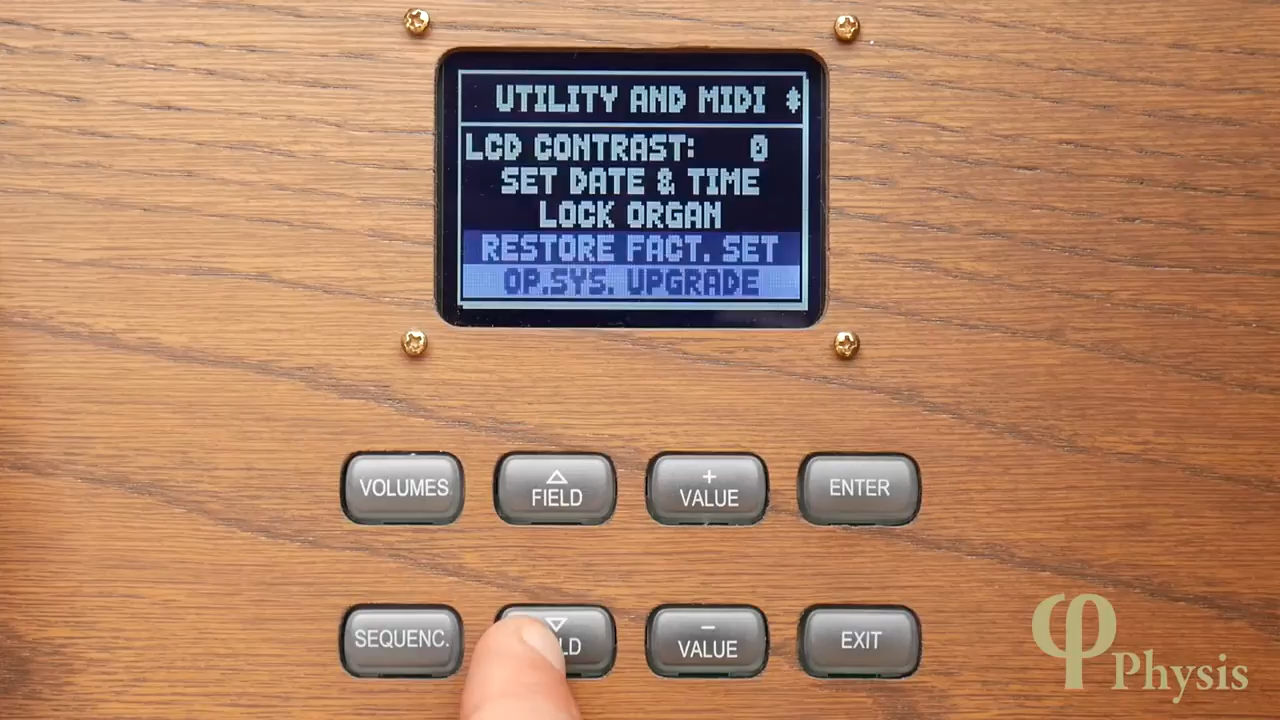 UTILITY AND MIDI
LCD CONTRAST: 0
SET DATE & TIME
LOCK ORGAN
RESTORE FACT. SET
OP.SYS. UPGRADE
VOLUMES
FIELD
+
VALUE
ENTER
SEQUENC.
LD
−
VALUE
EXIT
φ Physis